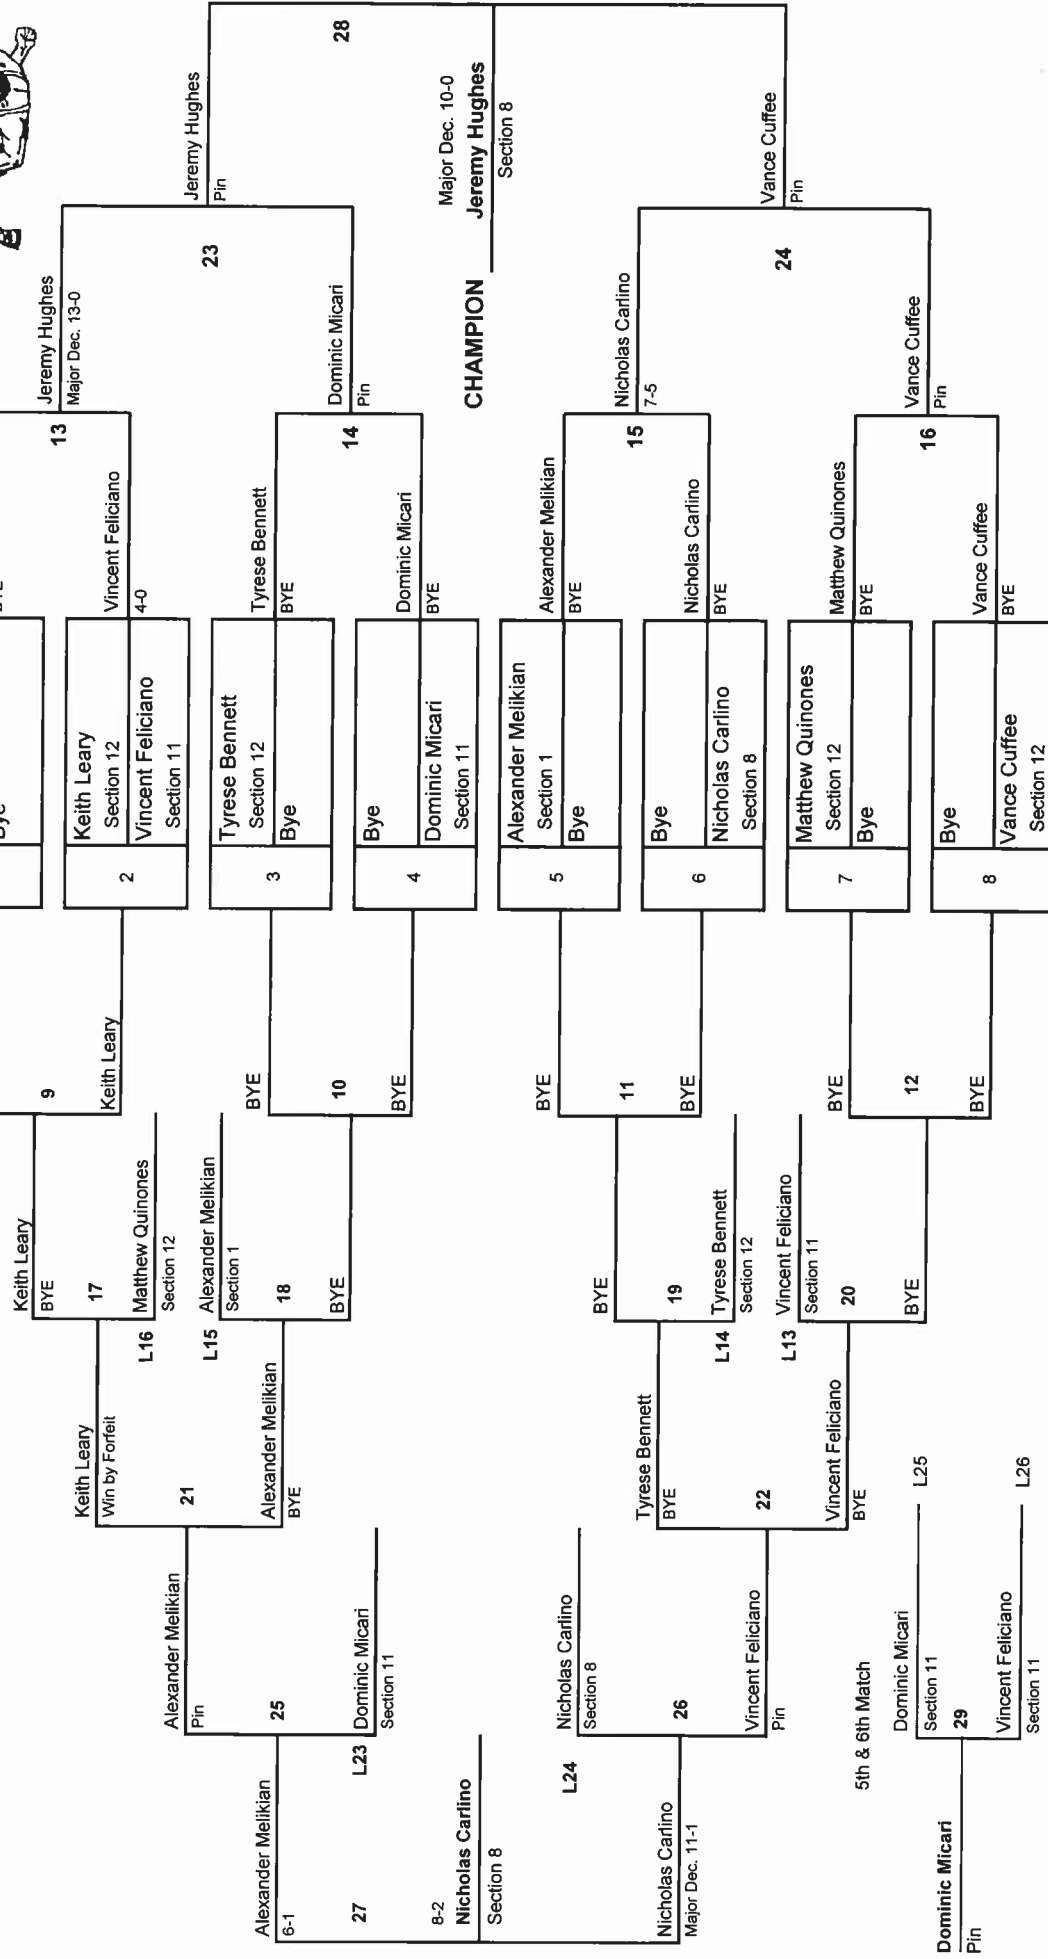 Jeremy Hughes
Pin
28
Major Dec. 10-0
Jeremy Hughes
Section 8
CHAMPION
Vance Cuffee
Pin
Jeremy Hughes
Major Dec. 13-0
23
Dominic Micari
Pin
Nicholas Carlino
7-5
24
Vance Cuffee
Pin
13
Vincent Feliciano
4-0
Tyrese Bennett
BYE
14
Dominic Micari
BYE
Alexander Melikian
BYE
15
Nicholas Carlino
BYE
Matthew Quinones
BYE
16
Vance Cuffee
BYE
Bye
2
Keith Leary
Section 12
Vincent Feliciano
Section 11
3
Tyrese Bennett
Section 12
Bye
4
Bye
Dominic Micari
Section 11
5
Alexander Melikian
Section 1
Bye
6
Bye
Nicholas Carlino
Section 8
7
Matthew Quinones
Section 12
Bye
8
Bye
Vance Cuffee
Section 12
9
Keith Leary
BYE
10
BYE
BYE
11
BYE
BYE
12
BYE
Keith Leary
BYE
17
Matthew Quinones
Section 12
L16
L15
Alexander Melikian
Section 1
18
BYE
BYE
19
Tyrese Bennett
Section 12
L14
L13
Vincent Feliciano
Section 11
20
BYE
Keith Leary
Win by Forfeit
21
Alexander Melikian
BYE
Tyrese Bennett
BYE
22
Vincent Feliciano
BYE
Alexander Melikian
Pin
25
Dominic Micari
Section 11
L23
L24
Nicholas Carlino
Section 8
26
Vincent Feliciano
Pin
Alexander Melikian
6-1
27
8-2
Nicholas Carlino
Section 8
Nicholas Carlino
Major Dec. 11-1
5th & 6th Match
Dominic Micari
Section 11
L25
29
Vincent Feliciano
Section 11
L26
Dominic Micari
Pin